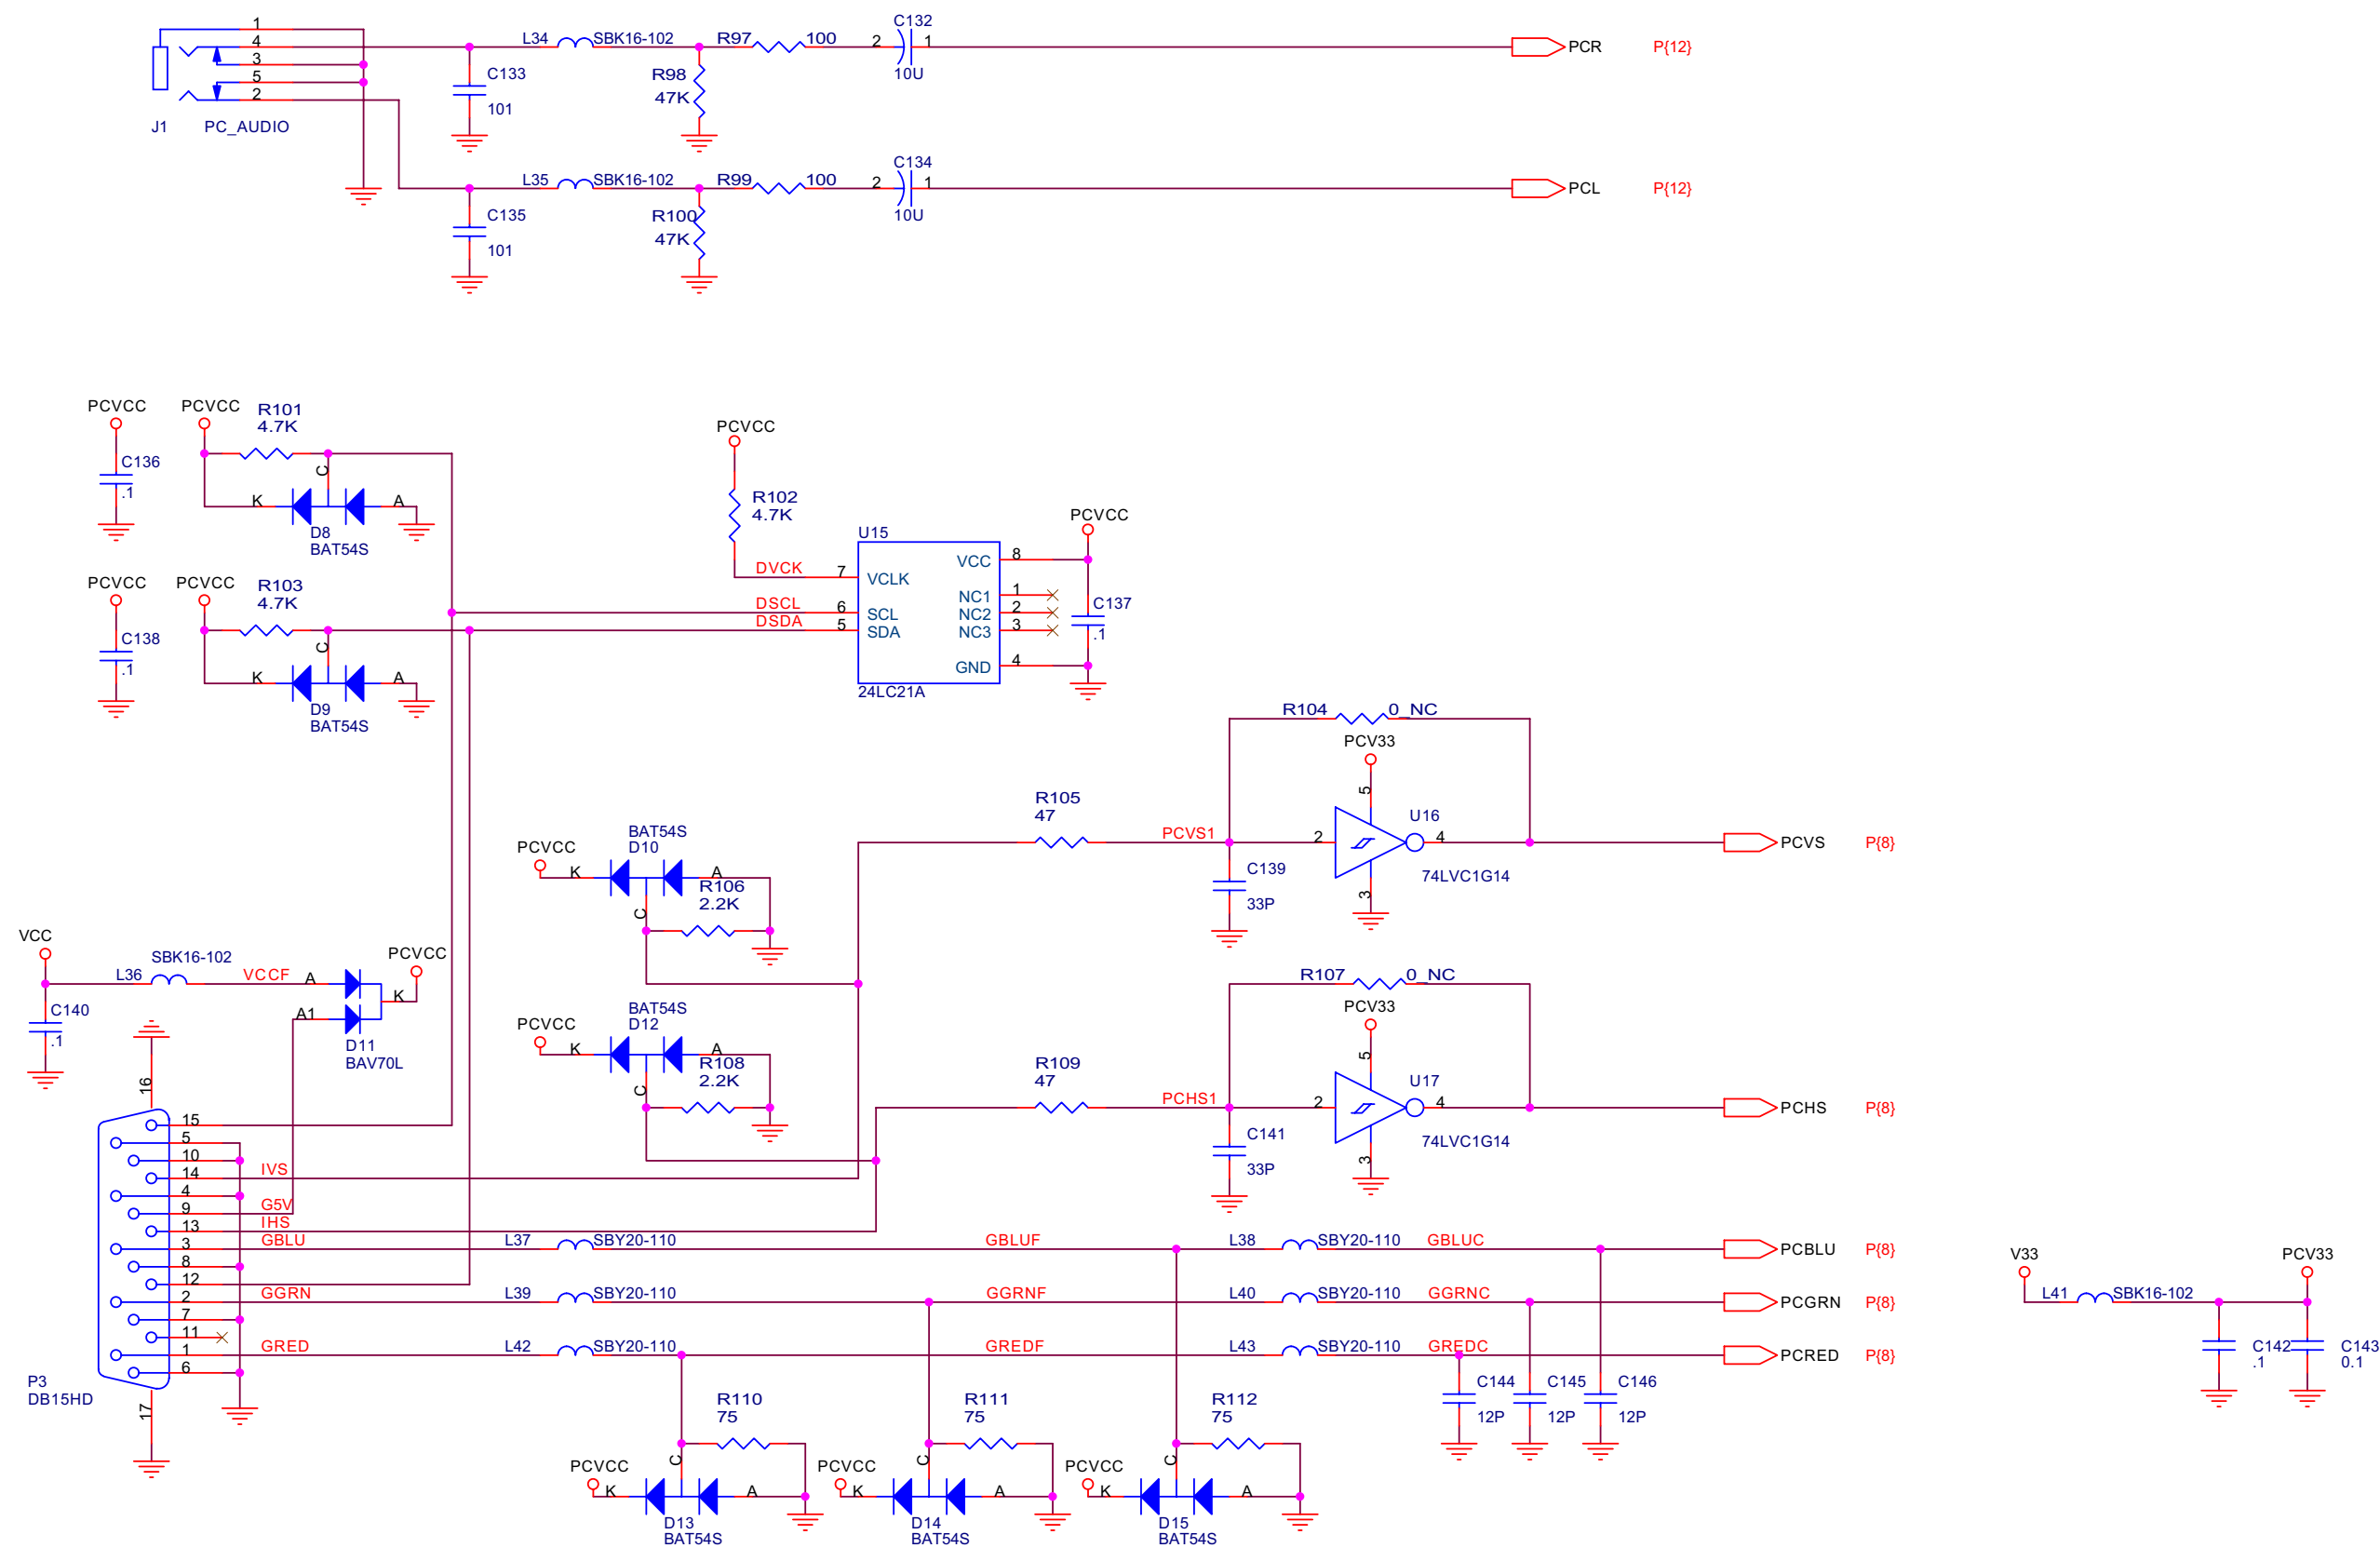 1
4
3
5
2
J1 PC_AUDIO
L34 SBK16-102
C133
101
R97 100
R98
47K
C132
2 1
10U
PCR P{12}
L35 SBK16-102
C135
101
R99 100
R100
47K
C134
2 1
10U
PCL P{12}
PCVCC
C136
.1
PCVCC
R101
4.7K
C
K A
D8
BAT54S
PCVCC
C138
.1
PCVCC
R103
4.7K
C
K A
D9
BAT54S
PCVCC
R102
4.7K
DVCK 7
DSCL 6
DSDA 5
U15
VCLK
SCL
SDA
VCC 8
NC1 1
NC2 2
NC3 3
GND 4
24LC21A
PCVCC
C137
.1
R104 0_NC
PCV33
5
R105
47
PCVS1 2
U16
4
3
74LVC1G14
C139
33P
PCVS P{8}
BAT54S
D10
PCVCC
K A
R106
2.2K
C
BAT54S
D12
PCVCC
K A
R108
2.2K
C
R107 0_NC
PCV33
5
R109
47
PCHS1 2
U17
4
3
74LVC1G14
C141
33P
PCHS P{8}
VCC
L36 SBK16-102
VCCF A
A1
K
PCVCC
D11
BAV70L
C140
.1
16
15
5
10
14 IVS
4
9 G5V
13 IHS
3 GBLU
8
12
2 GGRN
7
11
1 GRED
6
17
P3
DB15HD
L37 SBY20-110 GBLUF L38 SBY20-110 GBLUC PCBLU P{8}
L39 SBY20-110 GGRNF L40 SBY20-110 GGRNC PCGRN P{8}
L42 SBY20-110 GREDF L43 SBY20-110 GREDC PCRED P{8}
C144
12P
C145
12P
C146
12P
R110
75
C
PCVCC
K A
D13
BAT54S
R111
75
C
PCVCC
K A
D14
BAT54S
R112
75
C
PCVCC
K A
D15
BAT54S
V33
L41 SBK16-102
PCV33
C142
.1
C143
0.1